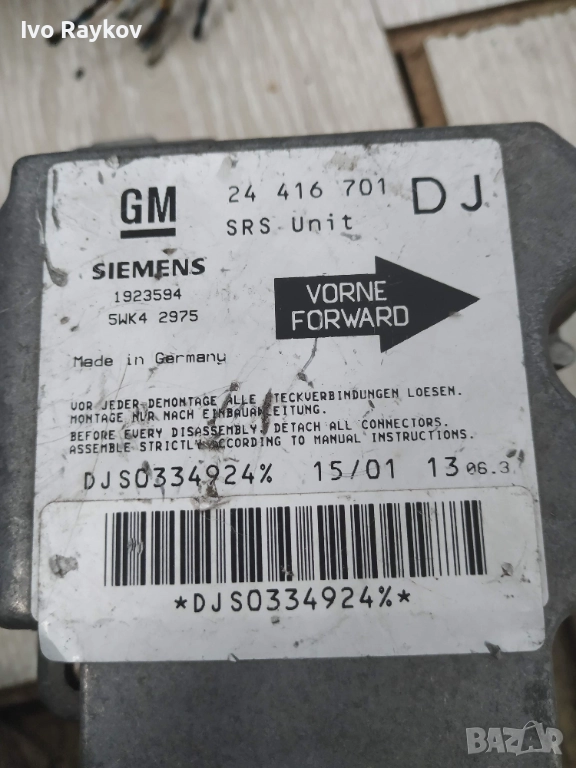 Ivo Raykov
GM
24 416 701 DJ
SRS Unit
SIEMENS
1923594
5WK4 2975
VORNE
FORWARD
Made in Germany
VOR JEDER DEMONTAGE ALLE STECKVERBINDUNGEN LOESEN.
MONTAGE NUR NACH EINBAUANLEITUNG.
BEFORE EVERY DISASSEMBLY DETACH ALL CONNECTORS.
ASSEMBLE STRICTLY ACCORDING TO MANUAL INSTRUCTIONS.
DJS0334924% 15/01 13 06.3
*DJS0334924%*
BAZAR